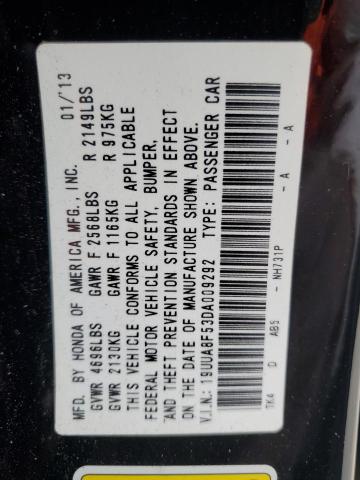 MFD. BY HONDA OF AMERICA MFG., INC. 01/'13
GVWR 4696LBS GAWR F 2568LBS R 2149LBS
GVWR 2130KG GAWR F 1165KG R 975KG
THIS VEHICLE CONFORMS TO ALL APPLICABLE
FEDERAL MOTOR VEHICLE SAFETY, BUMPER,
AND THEFT PREVENTION STANDARDS IN EFFECT
ON THE DATE OF MANUFACTURE SHOWN ABOVE.
V.I.N.: 19UUA8F53DA009292 TYPE: PASSENGER CAR
TK4 D ABS - NH731P - A - A